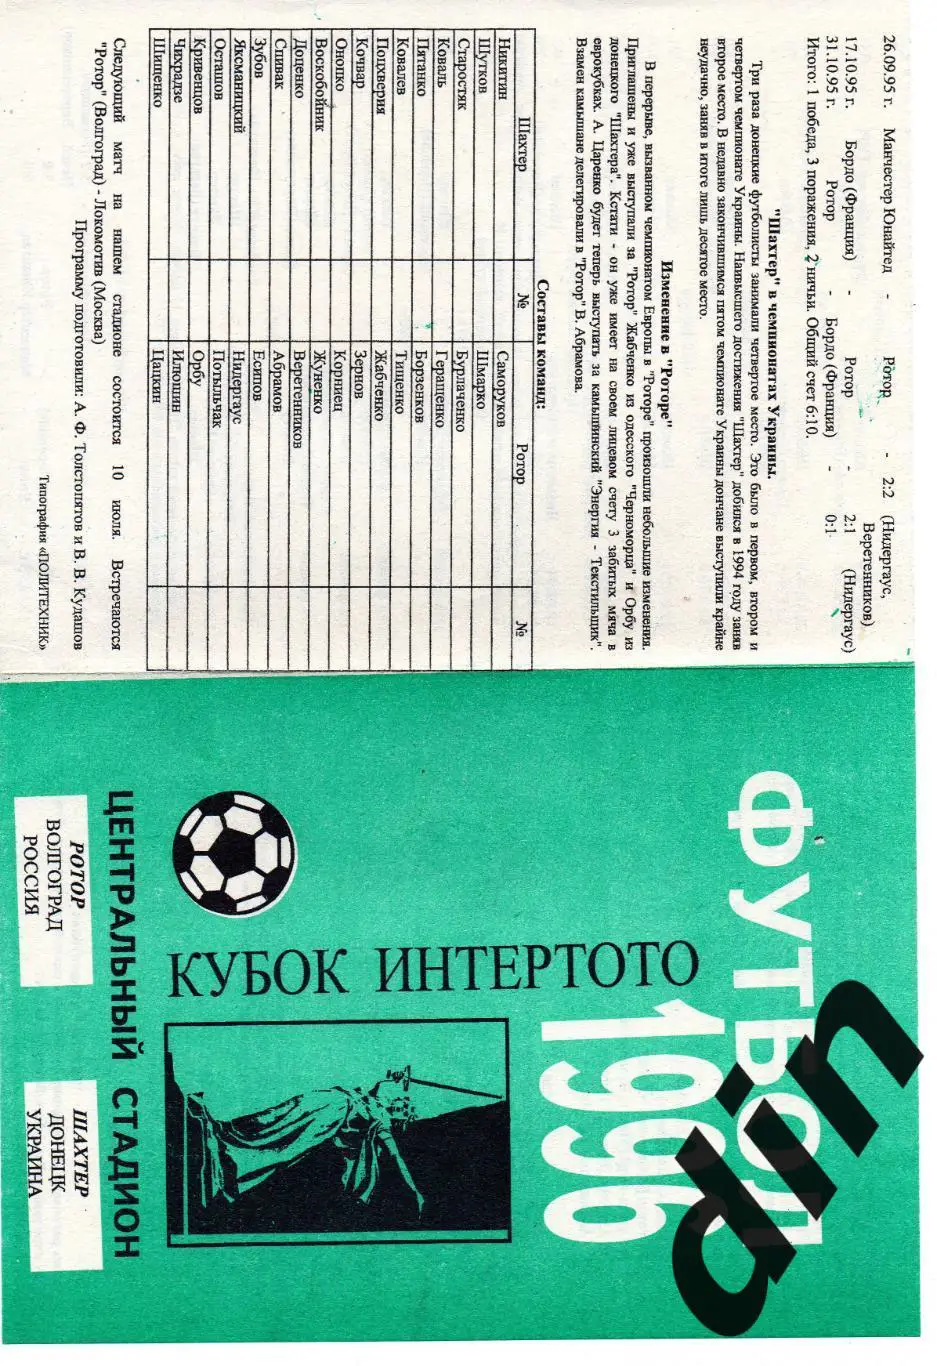 26.09.95 г. Манчестер Юнайтед - Ротор - 2:2 (Нидергаус,
Веретенников)
17.10.95 г. Бордо (Франция) - Ротор - 2:1 (Нидергаус)
31.10.95 г. Ротор - Бордо (Франция) - 0:1
Итого: 1 победа, 3 поражения, 2 ничьи. Общий счет 6:10.
"Шахтер" в чемпионатах Украины.
Три раза донецкие футболисты занимали четвертое место. Это было в первом, втором и
четвертом чемпионате Украины. Наивысшего достижения "Шахтер" добился в 1994 году заняв
второе место. В недавно закончившимся пятом чемпионате Украины дончане выступили крайне
неудачно, заняв в итоге лишь десятое место.
Изменение в "Роторе"
В перерыве, вызванном чемпионатом Европы в "Роторе" произошли небольшие изменения.
Приглашены и уже выступали за "Ротор" Жабченко из одесского "Черноморца" и Орбу из
донецкого "Шахтера". Кстати - он уже имеет на своем лицевом счету 3 забитых мяча в
еврокубках. А. Царенко будет теперь выступать за камышинский "Энергия - Текстильщик".
Взамен камышане делегировали в "Ротор" В. Абрамова.
Составы команд:
Шахтер № Ротор №
Никитин Саморуков
Шутков Шмарко
Старостяк Бурлаченко
Коваль Геращенко
Пятанко Борзенков
Ковалев Тищенко
Поцхверия Жабченко
Кочвар Зернов
Онопко Корниец
Воскобойник Жуненко
Доценко Веретенников
Спивак Абрамов
Зубов Есипов
Яксманицкий Нидергаус
Осташов Потыльчак
Кривенцов Орбу
Чихрадзе Илюшин
Шищенко Цацкин
Следующий матч на нашем стадионе состоится 10 июля. Встречаются
"Ротор" (Волгоград) - Локомотив (Москва)
Программу подготовили: А. Ф. Толстопятов и В. В. Кудашов
Типография «ПОЛИТЕХНИК»
ФУТБОЛ
1996
КУБОК ИНТЕРТОТО
ЦЕНТРАЛЬНЫЙ СТАДИОН
РОТОР
ВОЛГОГРАД
РОССИЯ
ШАХТЕР
ДОНЕЦК
УКРАИНА